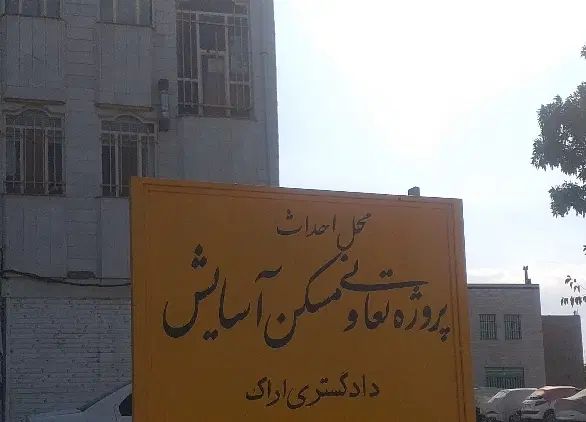 محل احداث
پروژه تعاونی مسکن آسایش
دادگستری اراک